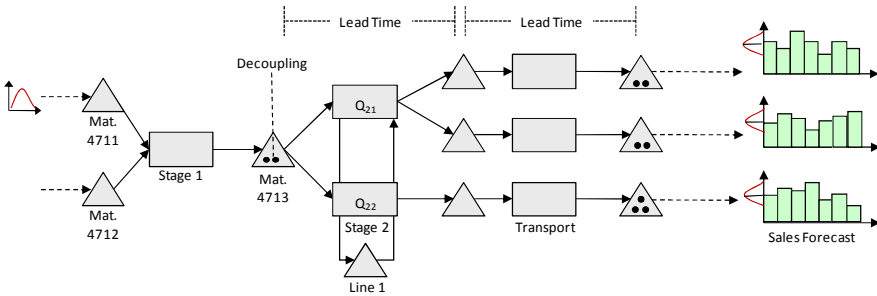 Lead Time
Lead Time
Decoupling
Q21
Mat.
4711
Stage 1
Mat.
4713
Mat.
4712
Q22
Stage 2
Line 1
Transport
Sales Forecast